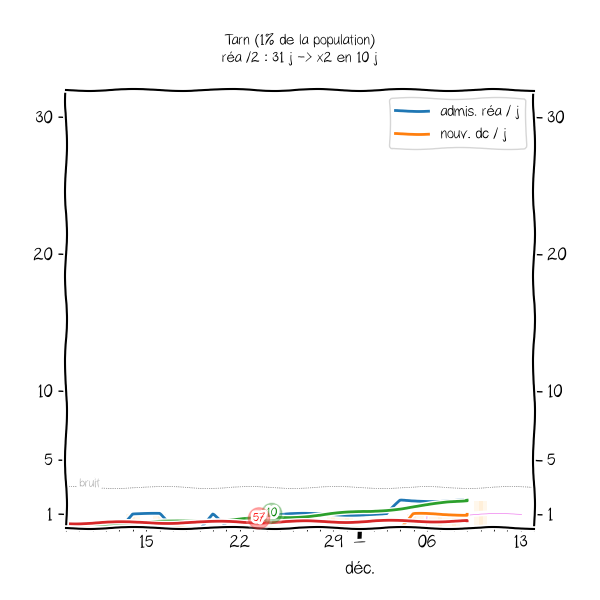 Tarn (1% de la population)
réa /2 : 31 j -> x2 en 10 j
admis. réa / j
nouv. dc / j
30
30
20
20
10
10
5
5
bruit
57
10
1
1
15
22
29
06
13
déc.